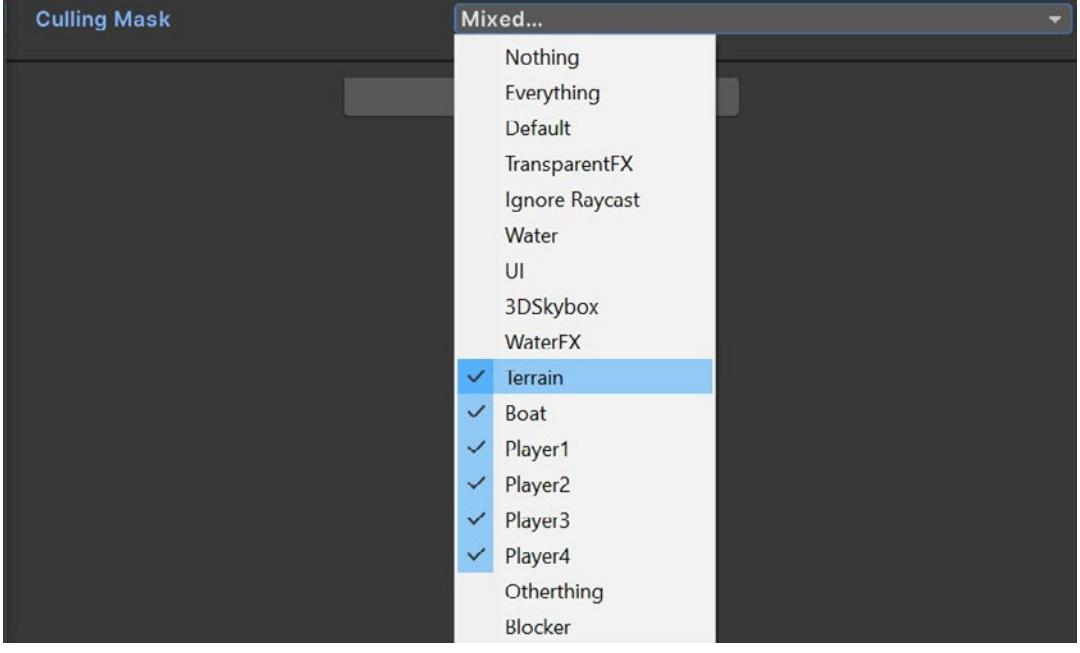 Culling Mask
Mixed...
Nothing
Everything
Default
TransparentFX
Ignore Raycast
Water
UI
3DSkybox
WaterFX
Terrain
Boat
Player1
Player2
Player3
Player4
Otherthing
Blocker